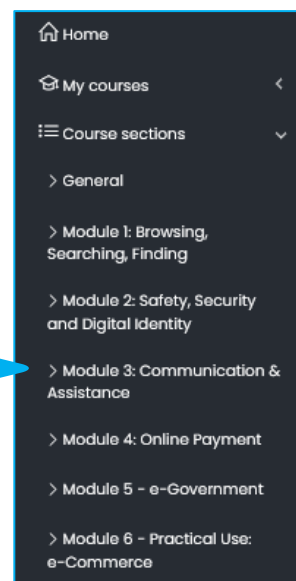 Home
My courses
Course sections
General
Module 1: Browsing,
Searching, Finding
Module 2: Safety, Security
and Digital Identity
Module 3: Communication &
Assistance
Module 4: Online Payment
Module 5 - e-Government
Module 6 - Practical Use:
e-Commerce